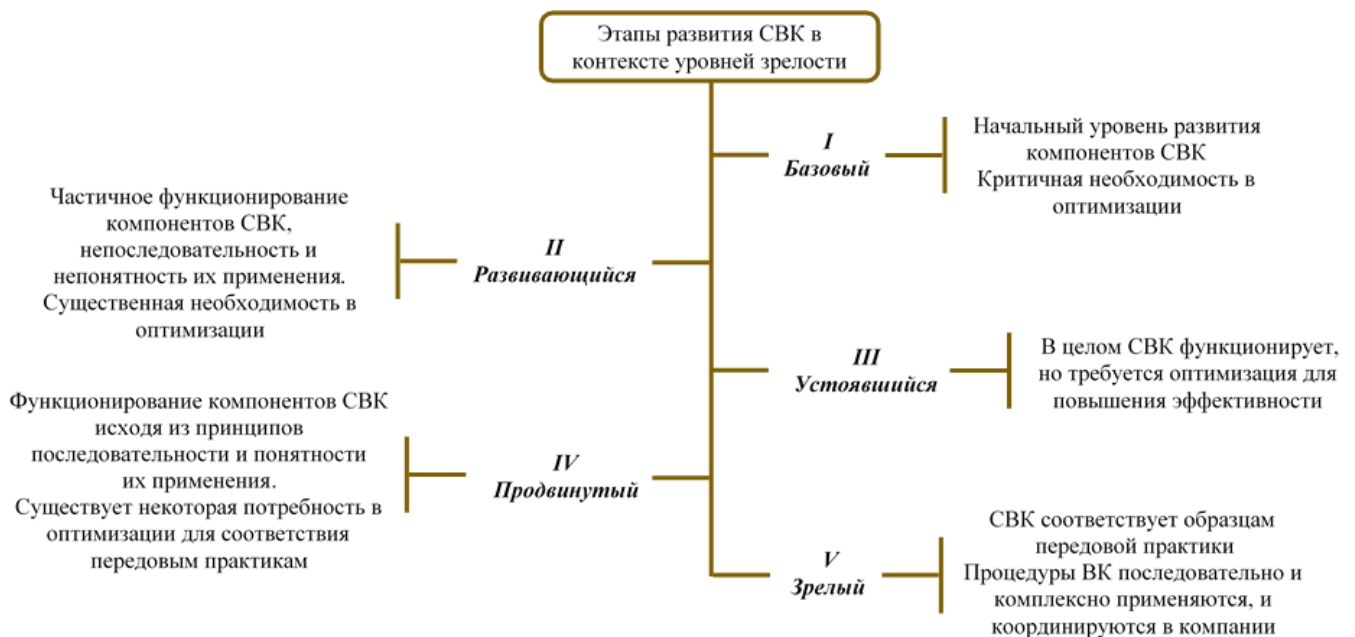 Этапы развития СВК в
контексте уровней зрелости
I
Базовый
Начальный уровень развития
компонентов СВК
Критичная необходимость в
оптимизации
Частичное функционирование
компонентов СВК,
непоследовательность и
непонятность их применения.
Существенная необходимость в
оптимизации
II
Развивающийся
III
Устоявшийся
В целом СВК функционирует,
но требуется оптимизация для
повышения эффективности
Функционирование компонентов СВК
исходя из принципов
последовательности и понятности
их применения.
Существует некоторая потребность в
оптимизации для соответствия
передовым практикам
IV
Продвинутый
V
Зрелый
СВК соответствует образцам
передовой практики
Процедуры ВК последовательно и
комплексно применяются, и
координируются в компании